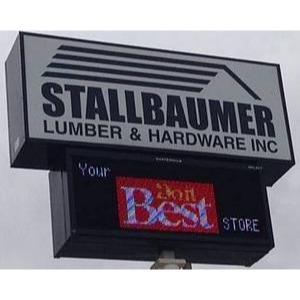 STALLBAUMER
LUMBER & HARDWARE INC
Your
Do it
Best
STORE